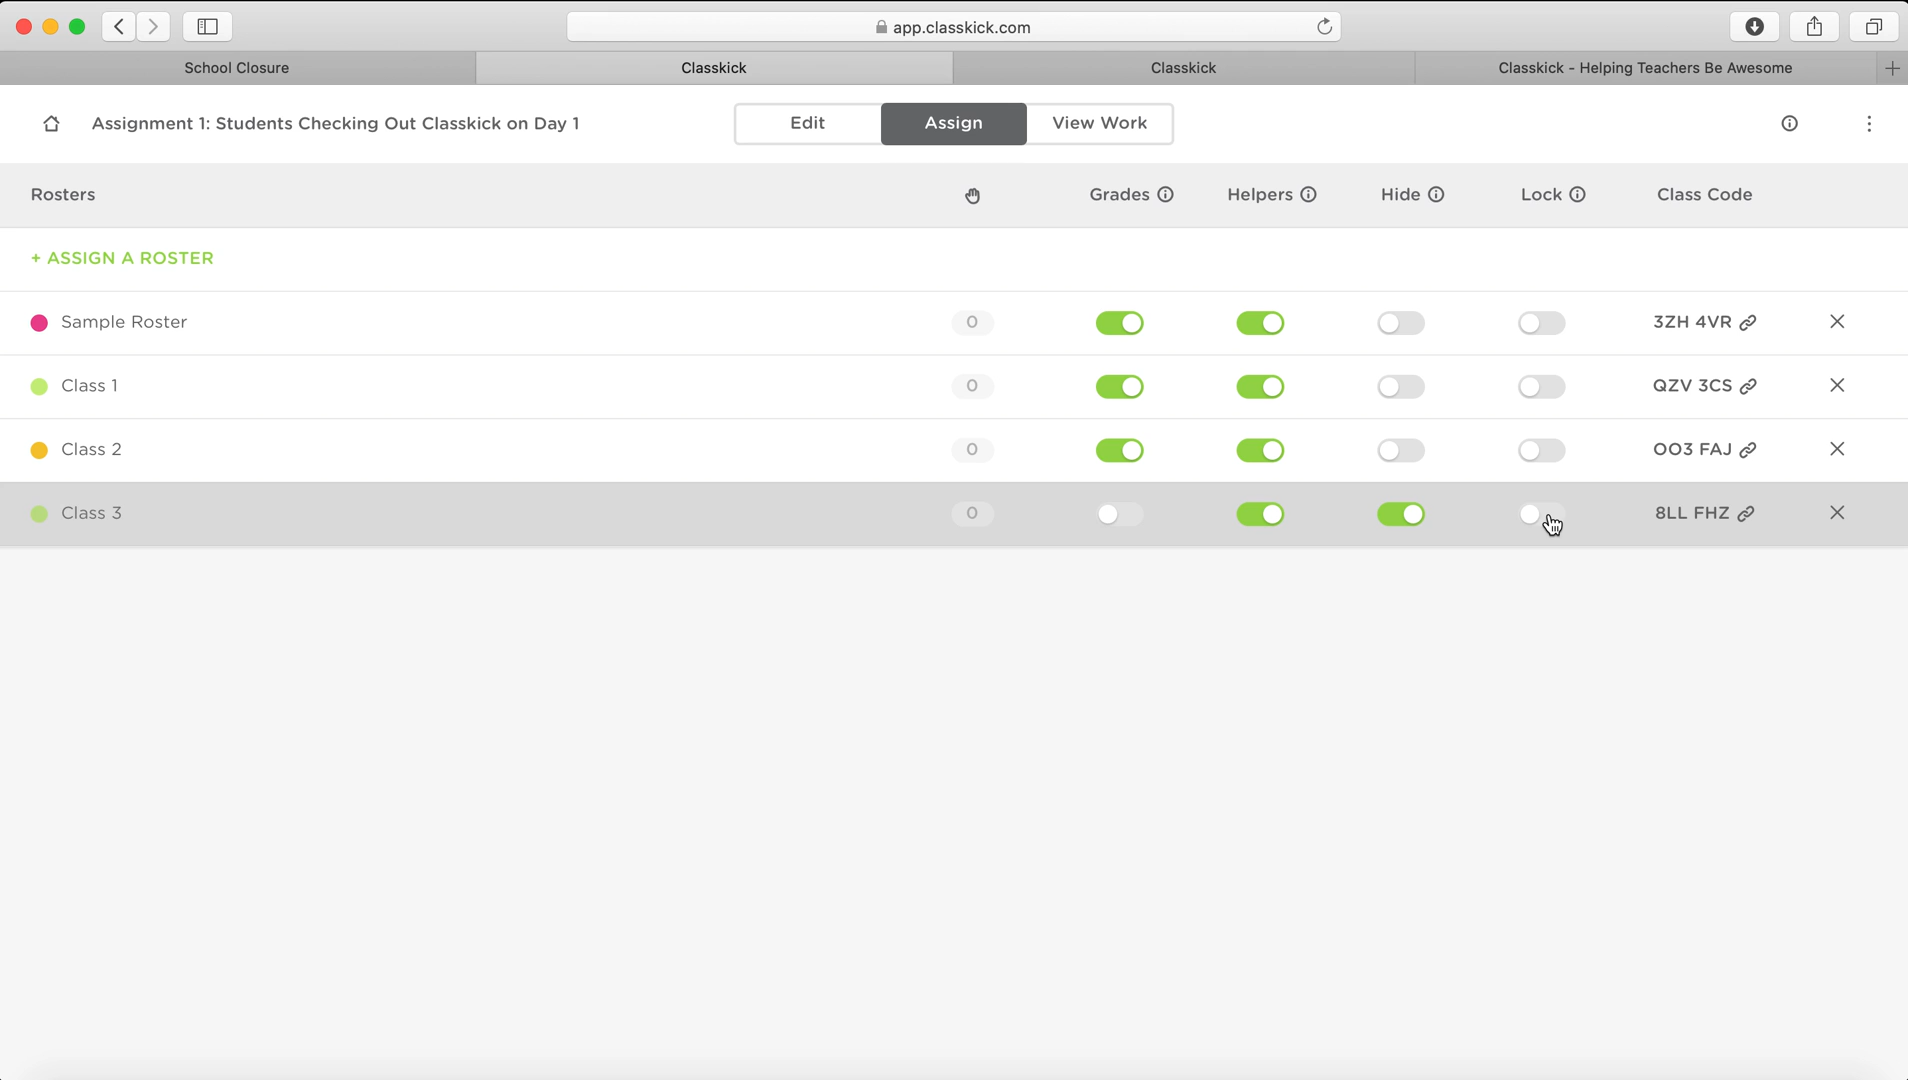 app.classkick.com
School Closure
Classkick
Classkick
Classkick - Helping Teachers Be Awesome
Assignment 1: Students Checking Out Classkick on Day 1
Edit
Assign
View Work
Rosters
Grades
Helpers
Hide
Lock
Class Code
+ ASSIGN A ROSTER
Sample Roster 0 3ZH 4VR
Class 1 0 QZV 3CS
Class 2 0 OO3 FAJ
Class 3 0 8LL FHZ